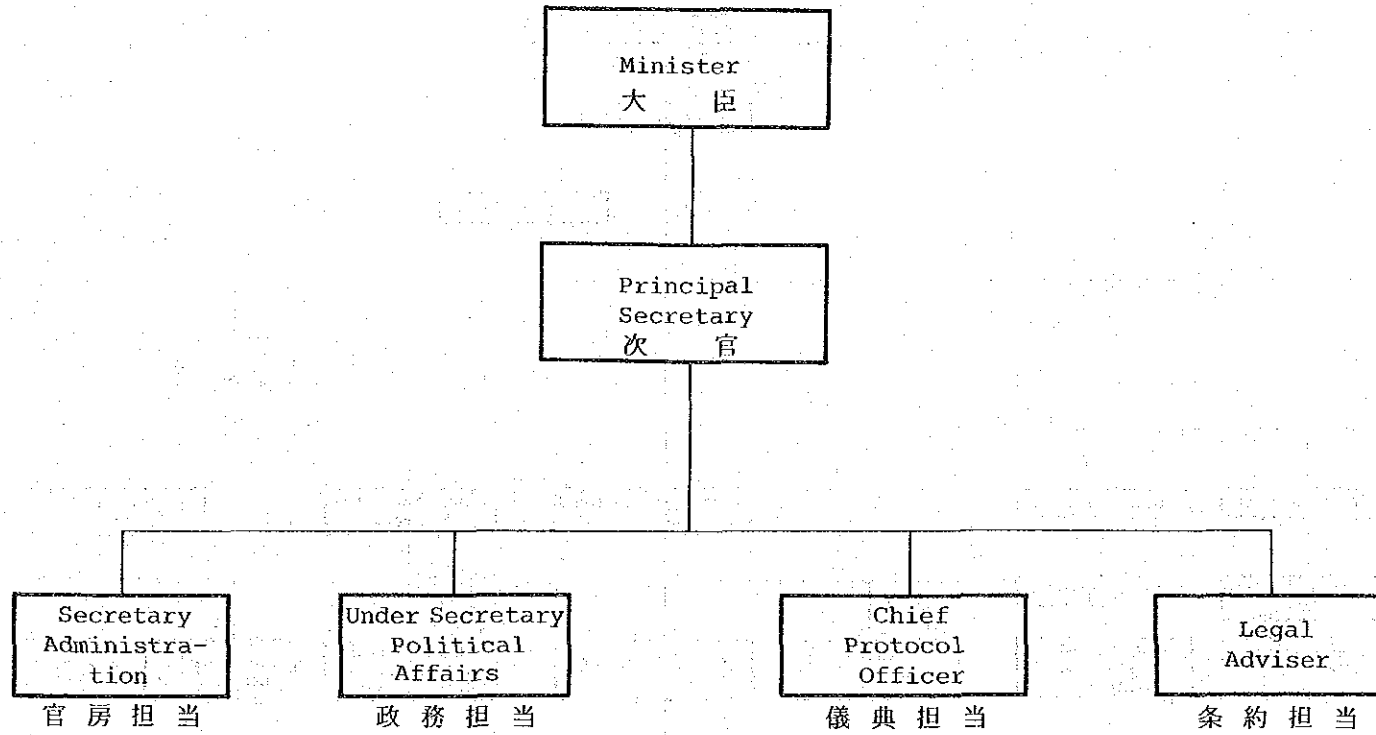 Minister
大臣
Principal
Secretary
次官
Secretary
Administra-
tion
官房担当
Under Secretary
Political
Affairs
政務担当
Chief
Protocol
Officer
儀典担当
Legal
Adviser
条約担当